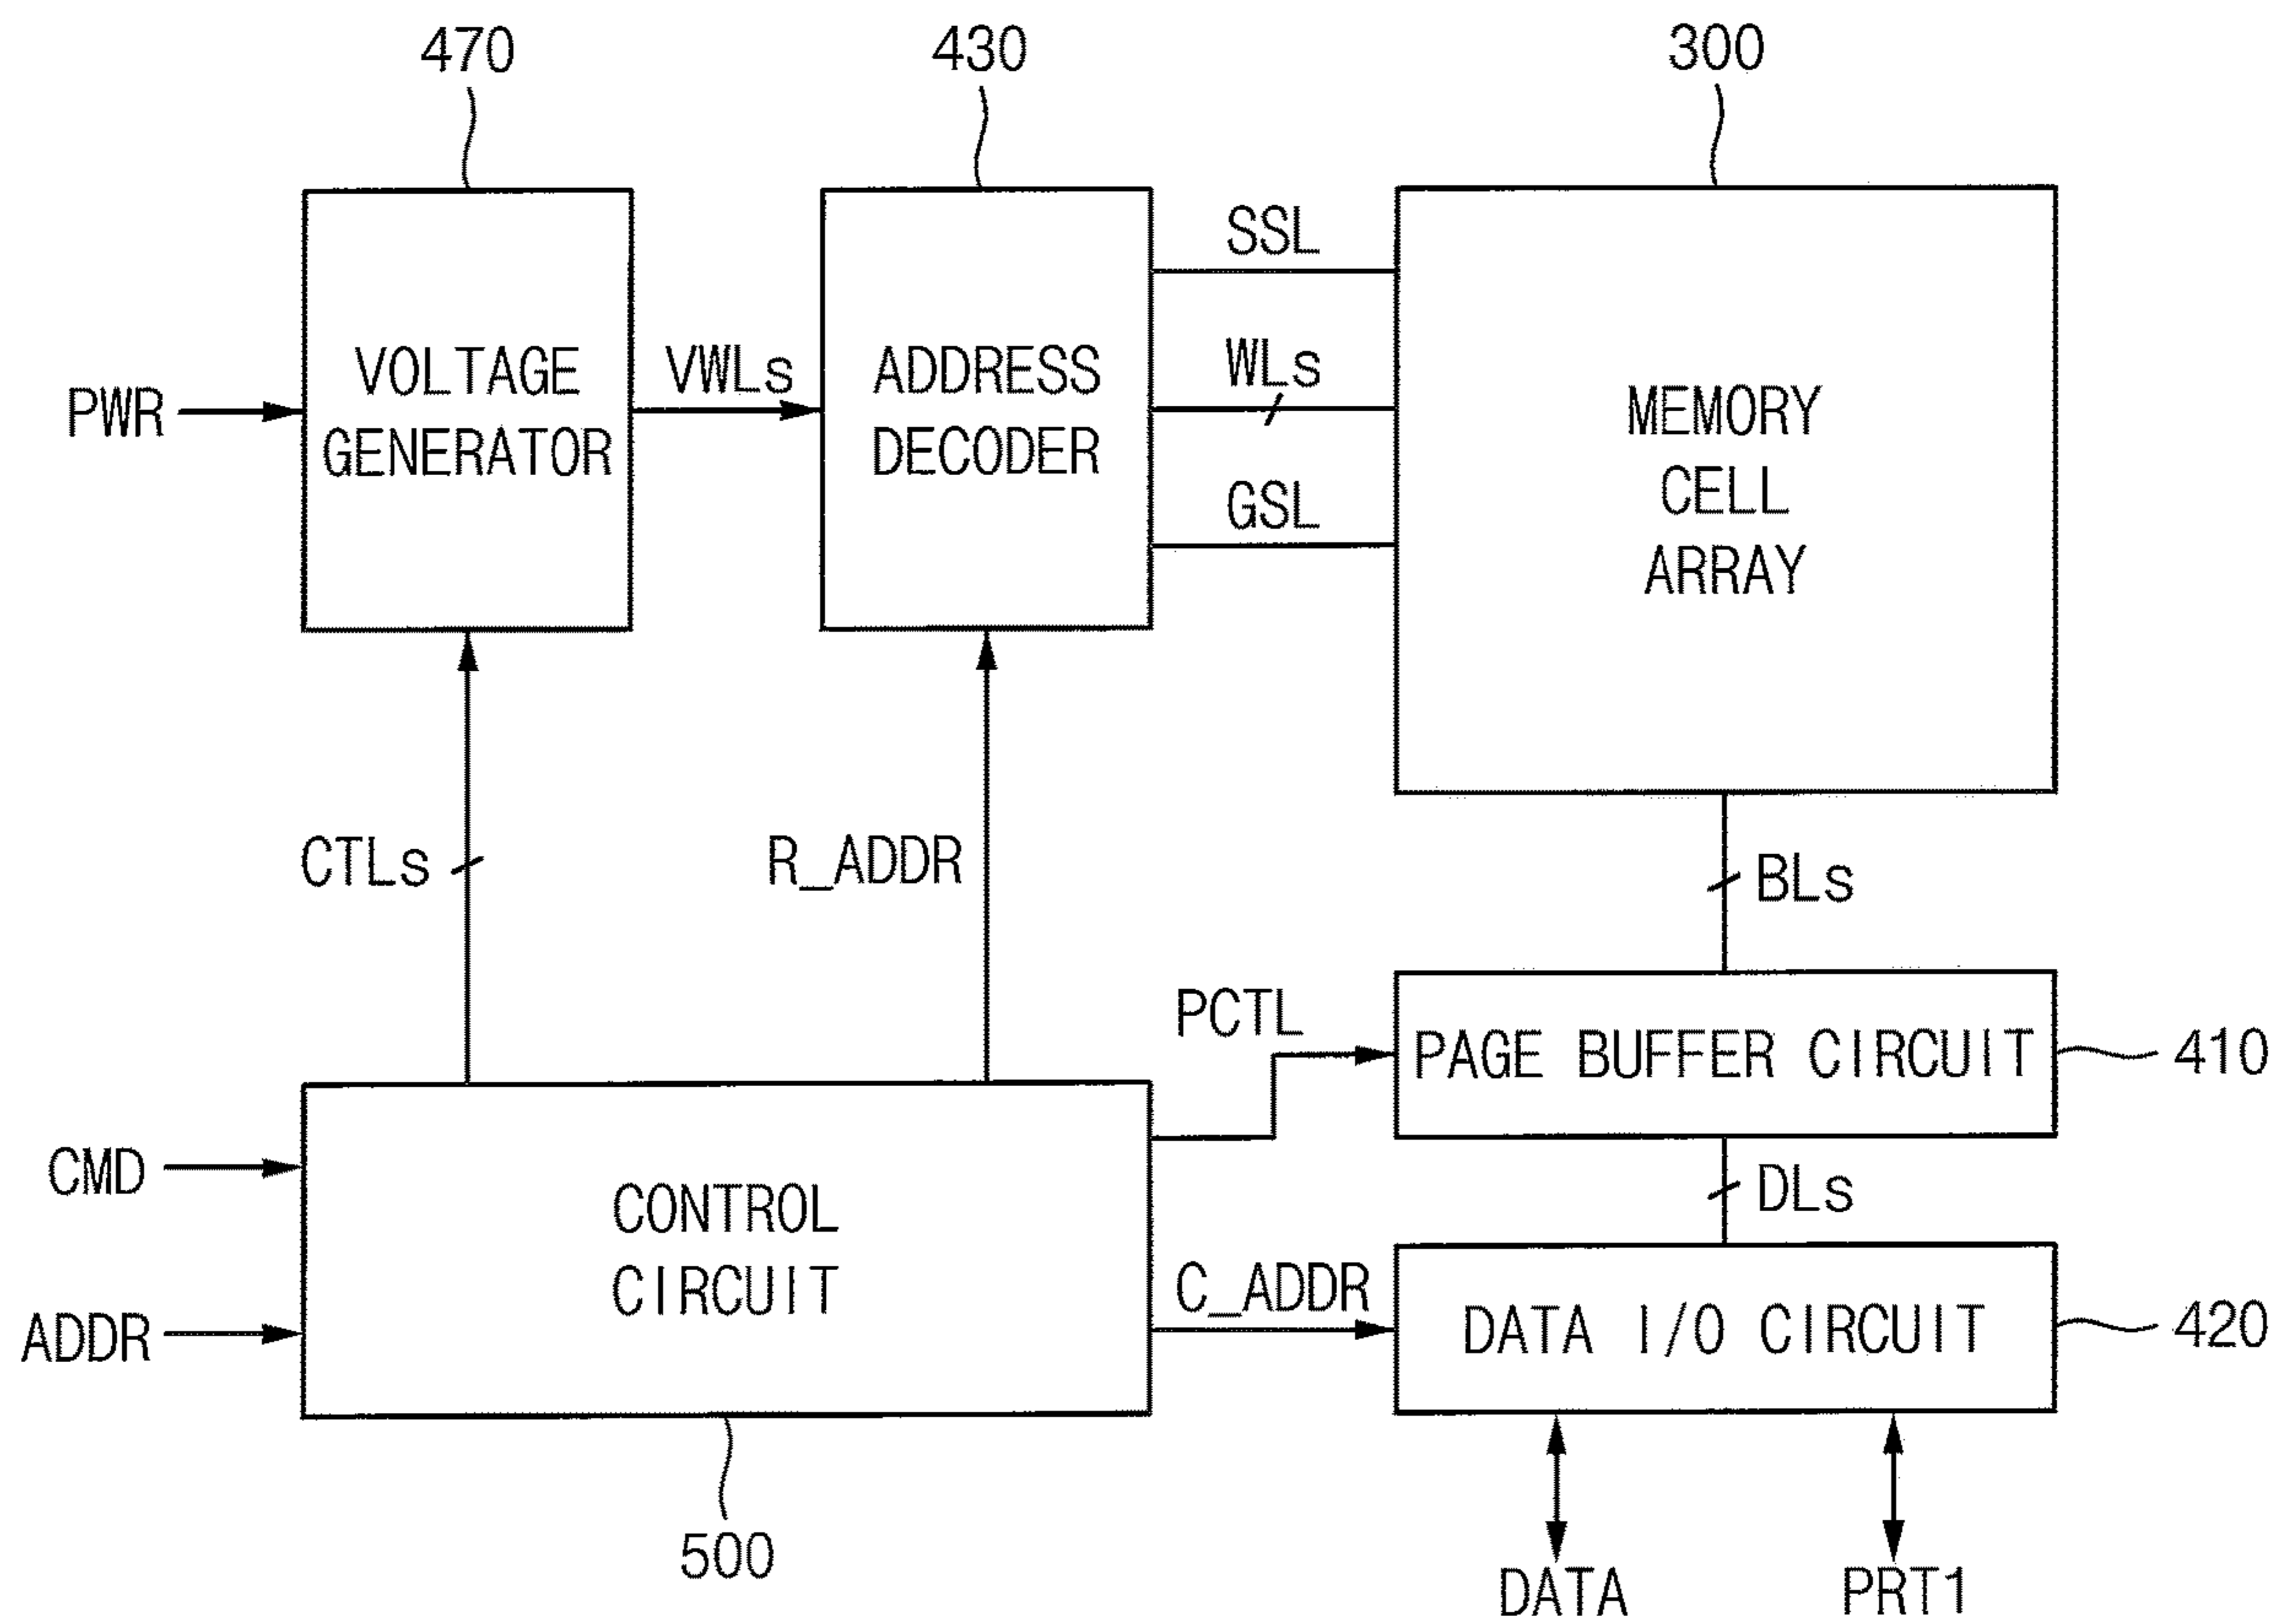 470
430
300
SSL
VOLTAGE
GENERATOR
VWLs
ADDRESS
DECODER
WLs
MEMORY
CELL
ARRAY
PWR
GSL
CTLs
R_ADDR
BLs
PCTL
PAGE BUFFER CIRCUIT
410
CMD
CONTROL
CIRCUIT
DLs
ADDR
C_ADDR
DATA I/O CIRCUIT
420
500
DATA
PRT1